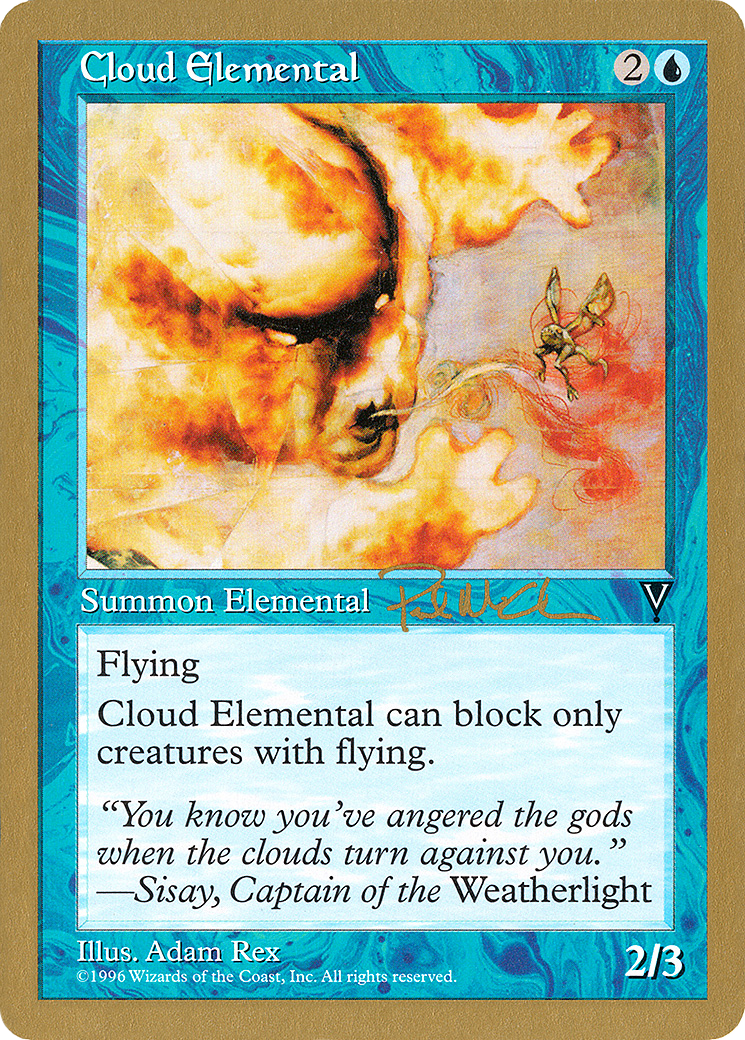 Cloud Elemental 2
Summon Elemental
V
Flying
Cloud Elemental can block only
creatures with flying.
“You know you’ve angered the gods
when the clouds turn against you.”
—Sisay, Captain of the Weatherlight
Illus. Adam Rex
©1996 Wizards of the Coast, Inc. All rights reserved.
2/3